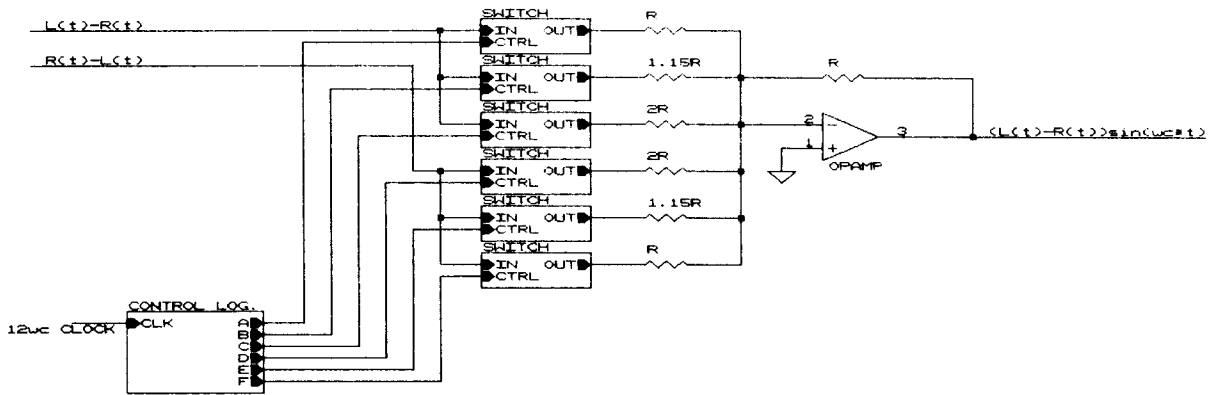 L(t)-R(t)
R(t)-L(t)
SWITCH
IN OUT
CTRL
R
SWITCH
IN OUT
CTRL
1.15R
SWITCH
IN OUT
CTRL
2R
SWITCH
IN OUT
CTRL
2R
SWITCH
IN OUT
CTRL
1.15R
SWITCH
IN OUT
CTRL
R
R
2
-
1
+
3
OPAMP
(L(t)-R(t))sin(wc*t)
CONTROL LOG.
12wc CLOCK
CLK
A
B
C
D
E
F